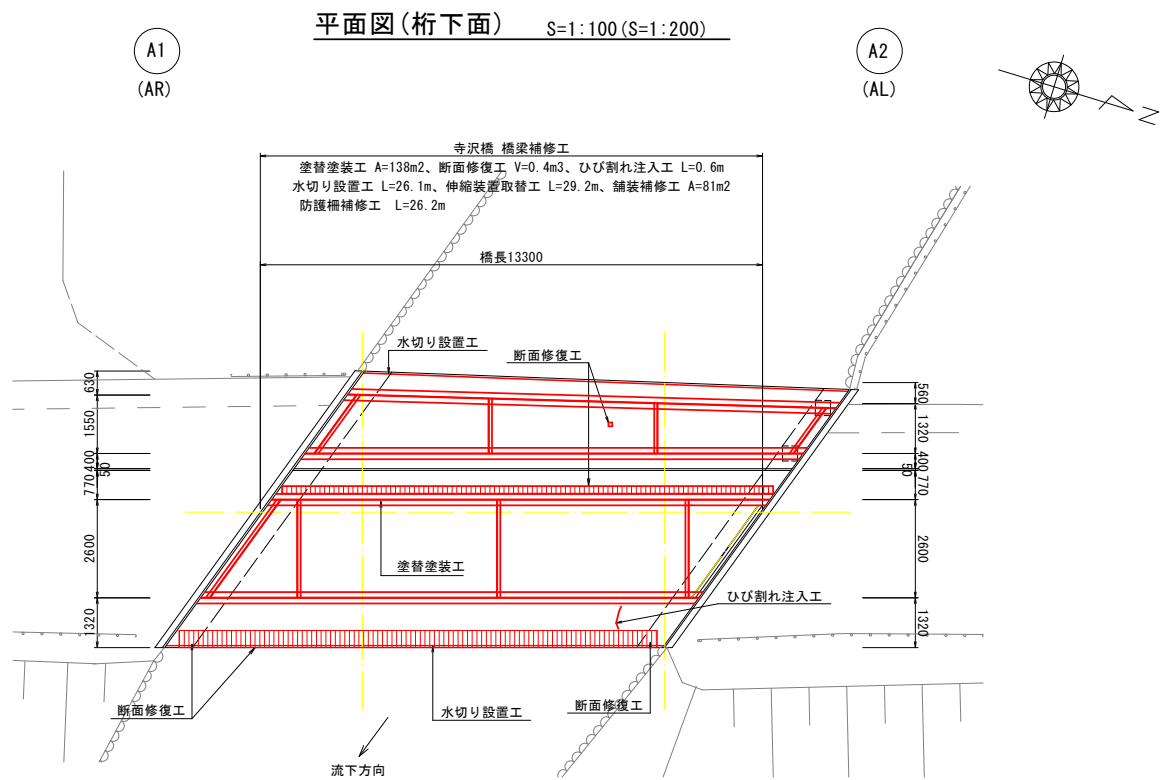 平面図(桁下面) S=1:100(S=1:200)
A1
(AR)
A2
(AL)
N
寺沢橋 橋梁補修工
塗替塗装工 A=138m2、断面修復工 V=0.4m3、ひび割れ注入工 L=0.6m
水切り設置工 L=26.1m、伸縮装置取替工 L=29.2m、舗装補修工 A=81m2
防護柵補修工 L=26.2m
橋長13300
水切り設置工
断面修復工
630
1550
400
50
770
2600
1320
560
1320
400
50
770
2600
1320
塗替塗装工
ひび割れ注入工
断面修復工
水切り設置工
断面修復工
流下方向